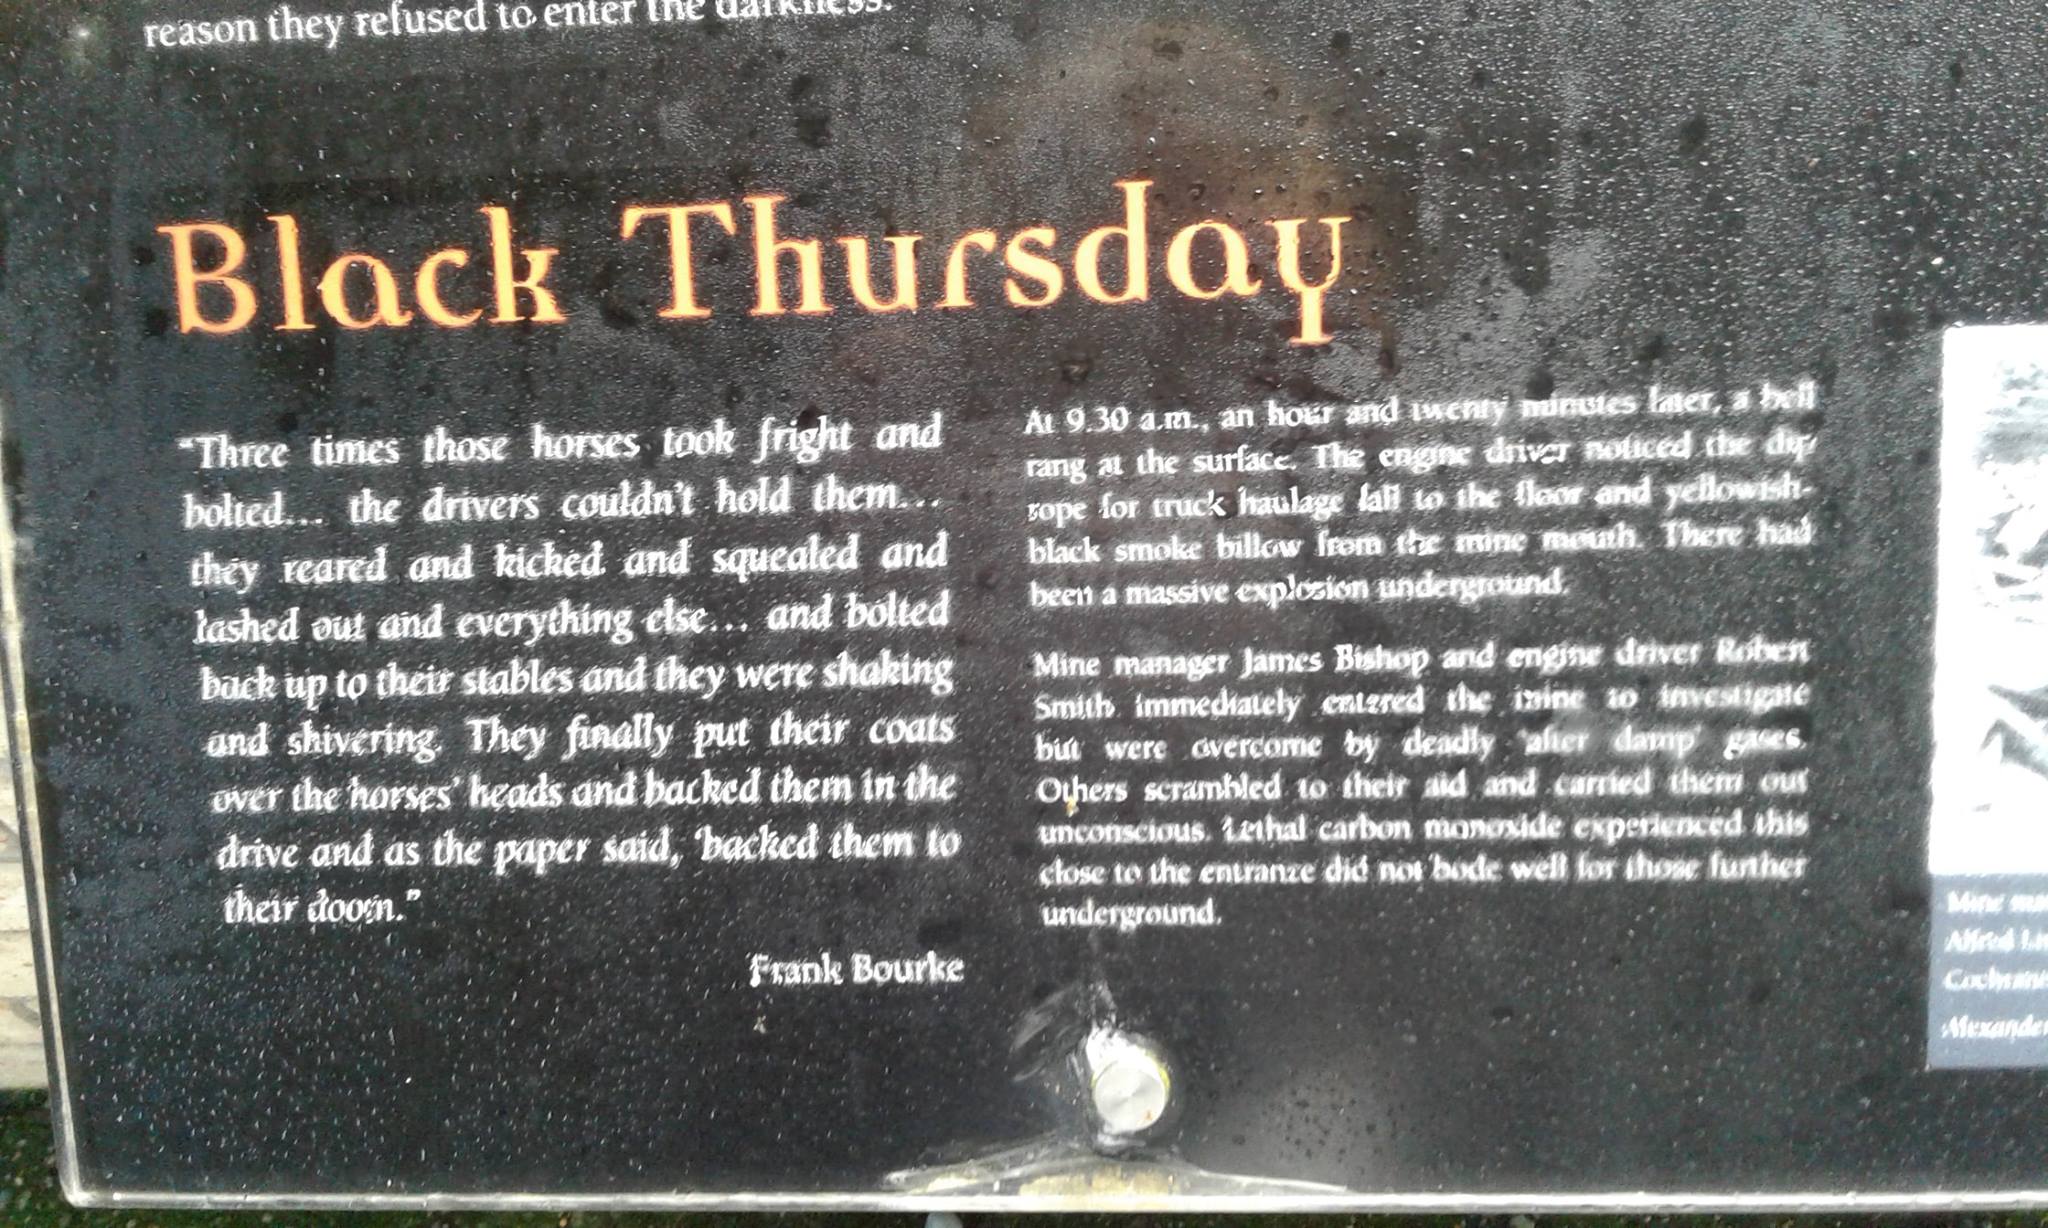 reason they refused to enter the darkness.
Black Thursday
"Three times those horses took fright and
bolted... the drivers couldn't hold them...
they reared and kicked and squealed and
lashed out and everything else... and bolted
back up to their stables and they were shaking
and shivering. They finally put their coats
over the horses' heads and backed them in the
drive and as the paper said, 'backed them to
their doom."
Frank Bourke
At 9.30 a.m., an hour and twenty minutes later, a bell
rang at the surface. The engine driver noticed the dip
rope for truck haulage fall to the floor and yellowish-
black smoke billow from the mine mouth. There had
been a massive explosion underground.
Mine manager James Bishop and engine driver Robert
Smith immediately entered the mine to investigate
but were overcome by deadly 'after damp' gases.
Others scrambled to their aid and carried them out
unconscious. Lethal carbon monoxide experienced this
close to the entrance did not bode well for those further
underground.
Mine
Alfred
Alexander